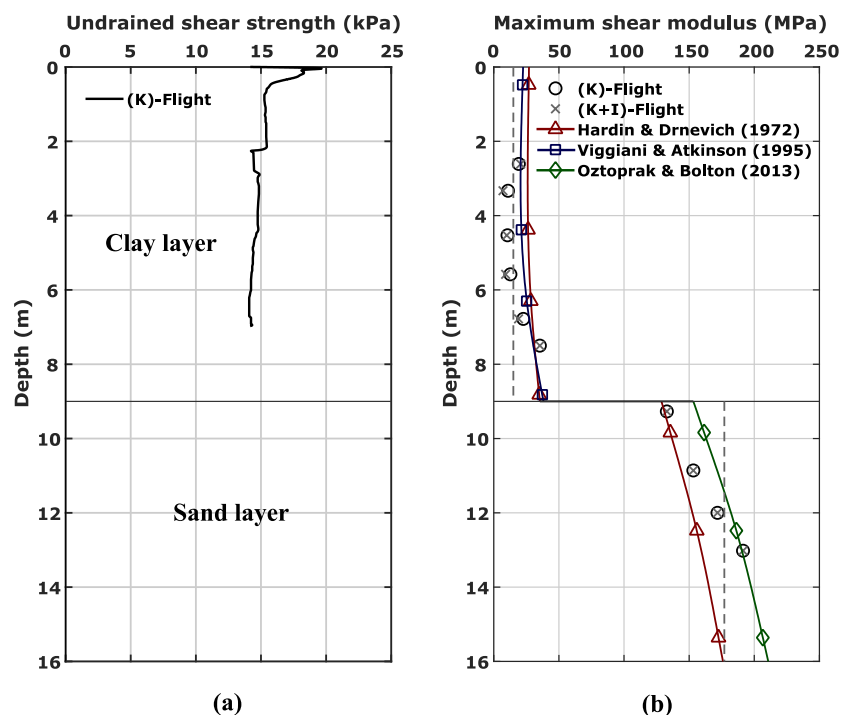 Undrained shear strength (kPa)
0 5 10 15 20 25
0
2
4
6
8
10
12
14
16
Depth (m)
(K)-Flight
Clay layer
Sand layer
(a)
Maximum shear modulus (MPa)
0 50 100 150 200 250
0
2
4
6
8
10
12
14
16
Depth (m)
(K)-Flight
(K+I)-Flight
Hardin & Drnevich (1972)
Viggiani & Atkinson (1995)
Oztoprak & Bolton (2013)
(b)